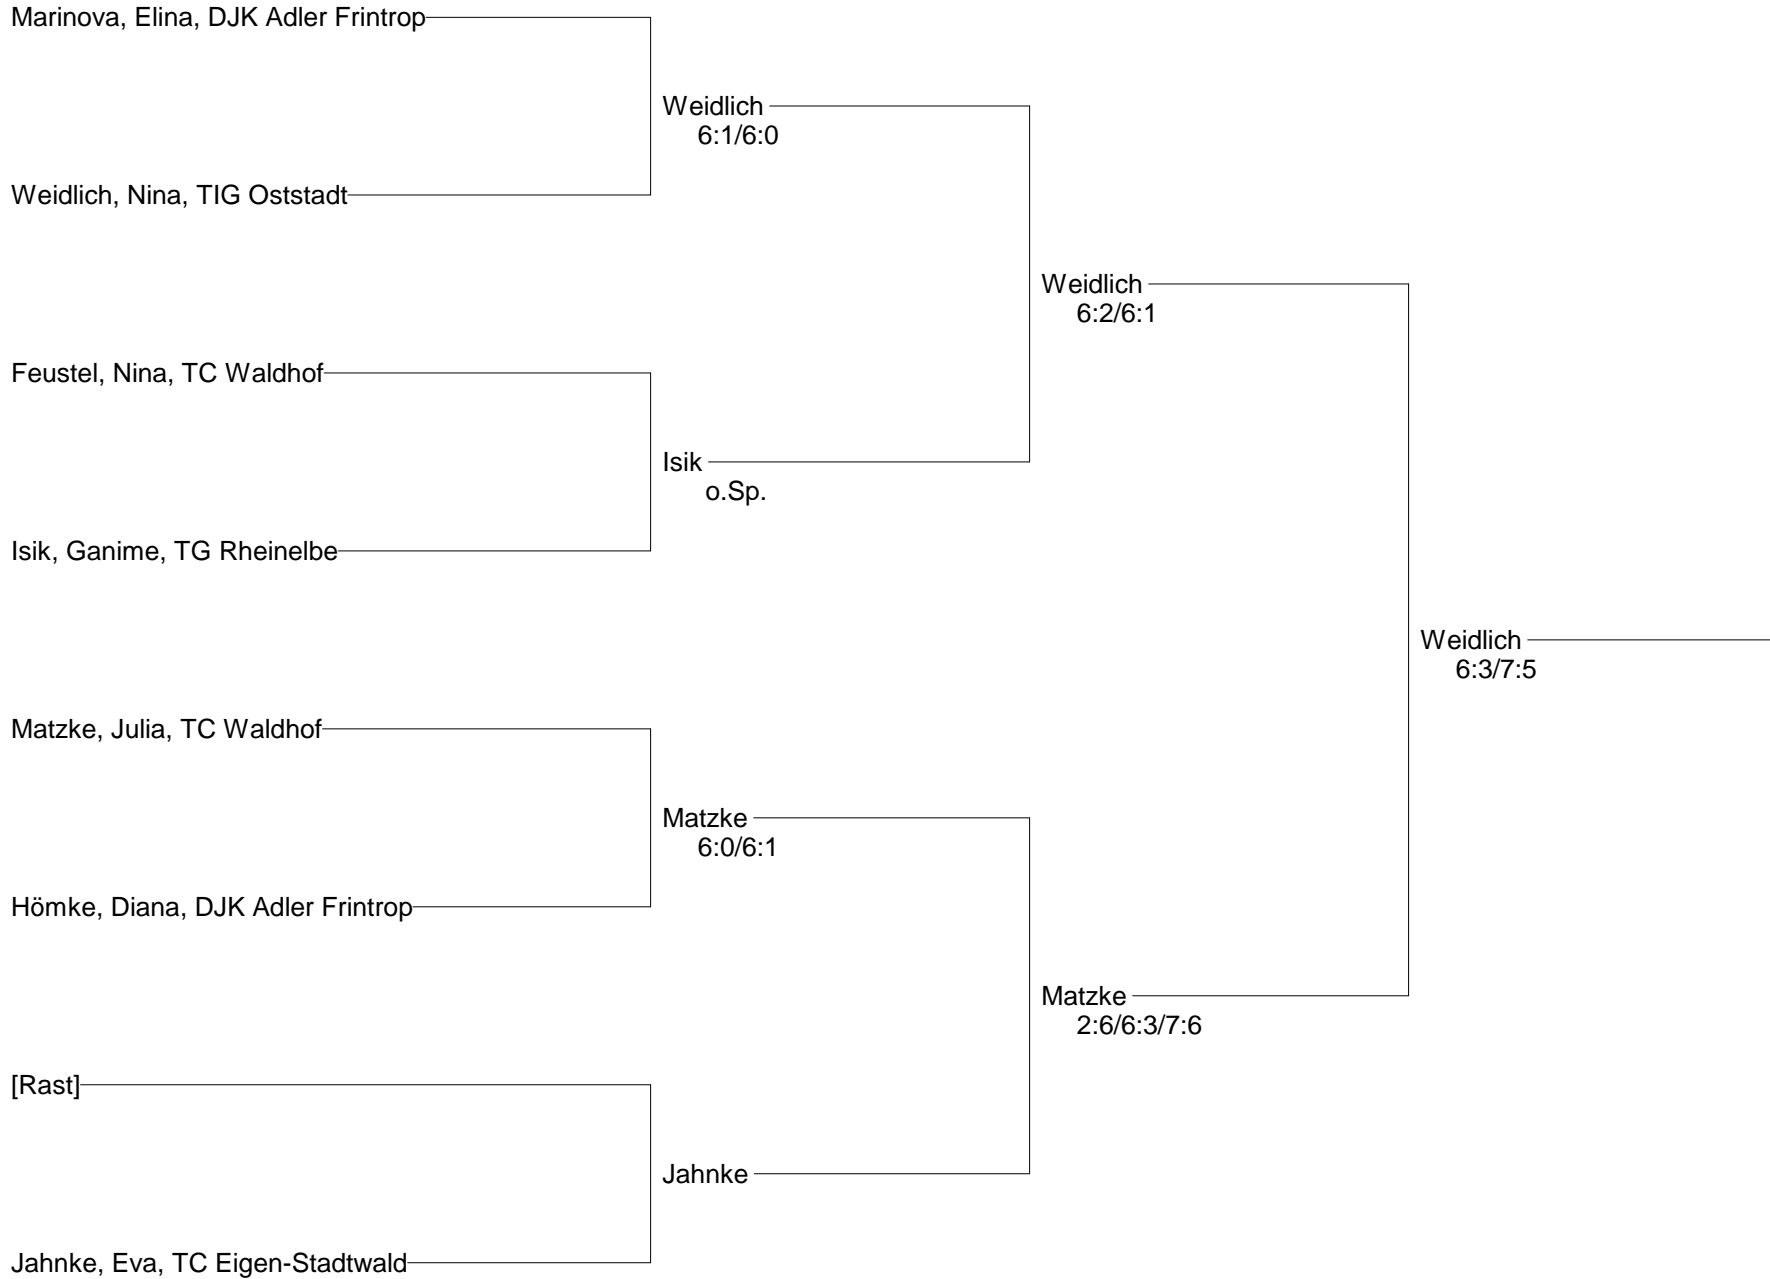 Marinova, Elina, DJK Adler Frintrop
Weidlich
6:1/6:0
Weidlich, Nina, TIG Oststadt
Weidlich
6:2/6:1
Feustel, Nina, TC Waldhof
Isik
o.Sp.
Isik, Ganime, TG Rheinelbe
Weidlich
6:3/7:5
Matzke, Julia, TC Waldhof
Matzke
6:0/6:1
Hömke, Diana, DJK Adler Frintrop
Matzke
2:6/6:3/7:6
[Rast]
Jahnke
Jahnke, Eva, TC Eigen-Stadtwald